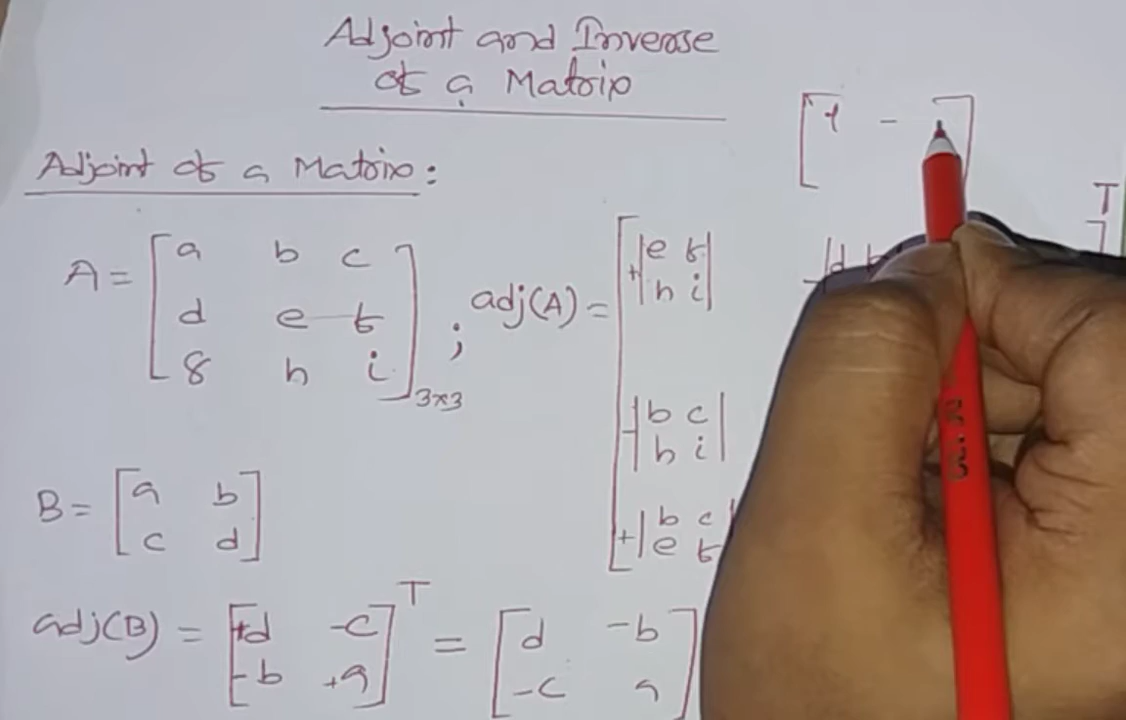 Adjoint and Inverse
of a Matrix
[+ -
Adjoint of a Matrix:
A = [a b c
d e f
g h i]3×3 ; adj(A) = [+|e f
h i|
-|b c
h i|
+|b c
e f|
-|d
]T
B = [a b
c d]
adj(B) = [+d -c
-b +a]T = [d -b
-c a]